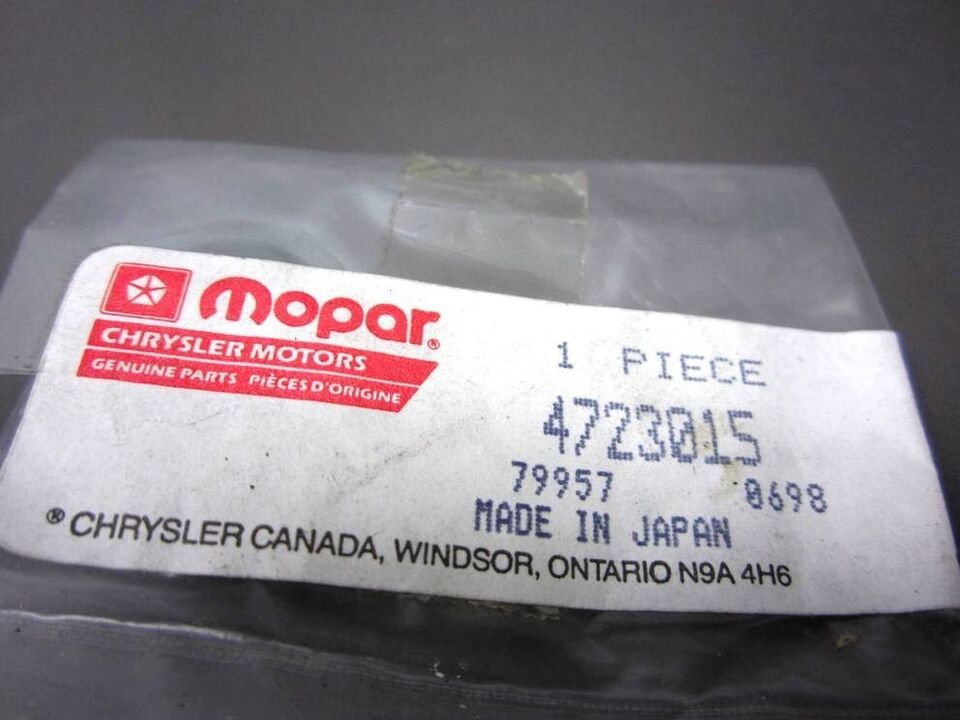 mopar®
CHRYSLER MOTORS
GENUINE PARTS PIÈCES D'ORIGINE
1 PIECE
4723015
79957 0698
MADE IN JAPAN
® CHRYSLER CANADA, WINDSOR, ONTARIO N9A 4H6